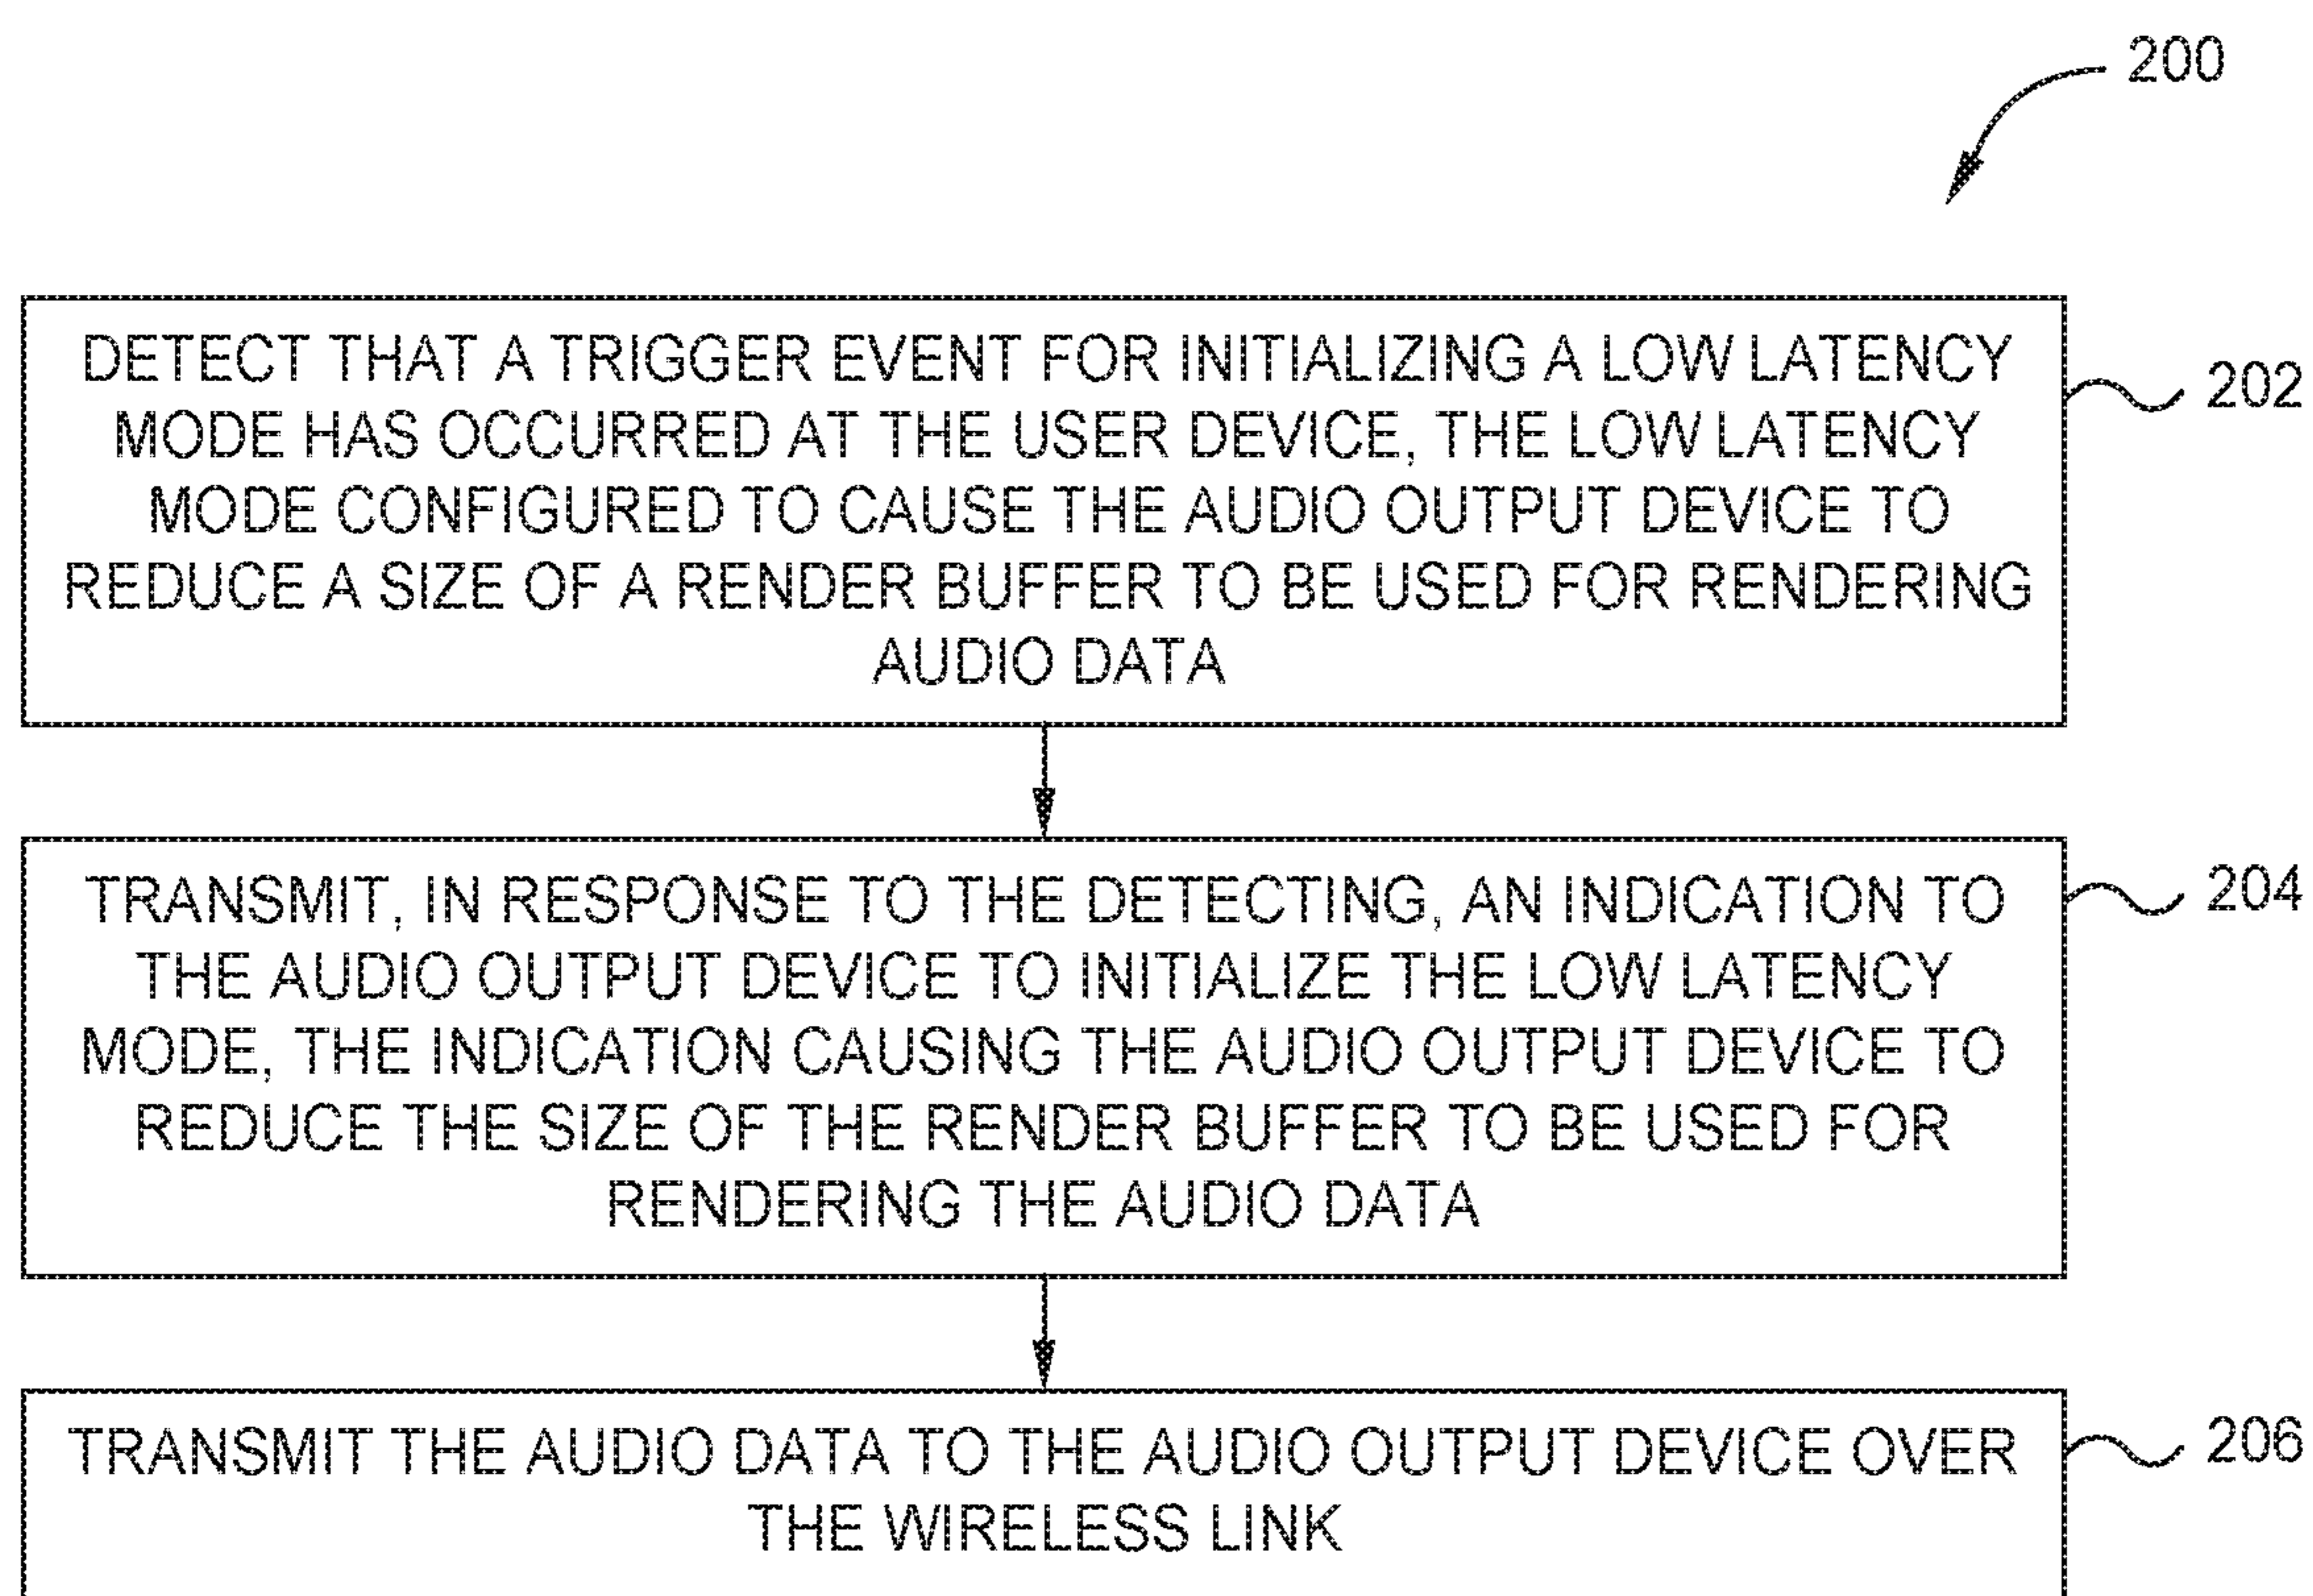 200
DETECT THAT A TRIGGER EVENT FOR INITIALIZING A LOW LATENCY
MODE HAS OCCURRED AT THE USER DEVICE, THE LOW LATENCY
MODE CONFIGURED TO CAUSE THE AUDIO OUTPUT DEVICE TO
REDUCE A SIZE OF A RENDER BUFFER TO BE USED FOR RENDERING
AUDIO DATA
202
TRANSMIT, IN RESPONSE TO THE DETECTING, AN INDICATION TO
THE AUDIO OUTPUT DEVICE TO INITIALIZE THE LOW LATENCY
MODE, THE INDICATION CAUSING THE AUDIO OUTPUT DEVICE TO
REDUCE THE SIZE OF THE RENDER BUFFER TO BE USED FOR
RENDERING THE AUDIO DATA
204
TRANSMIT THE AUDIO DATA TO THE AUDIO OUTPUT DEVICE OVER
THE WIRELESS LINK
206